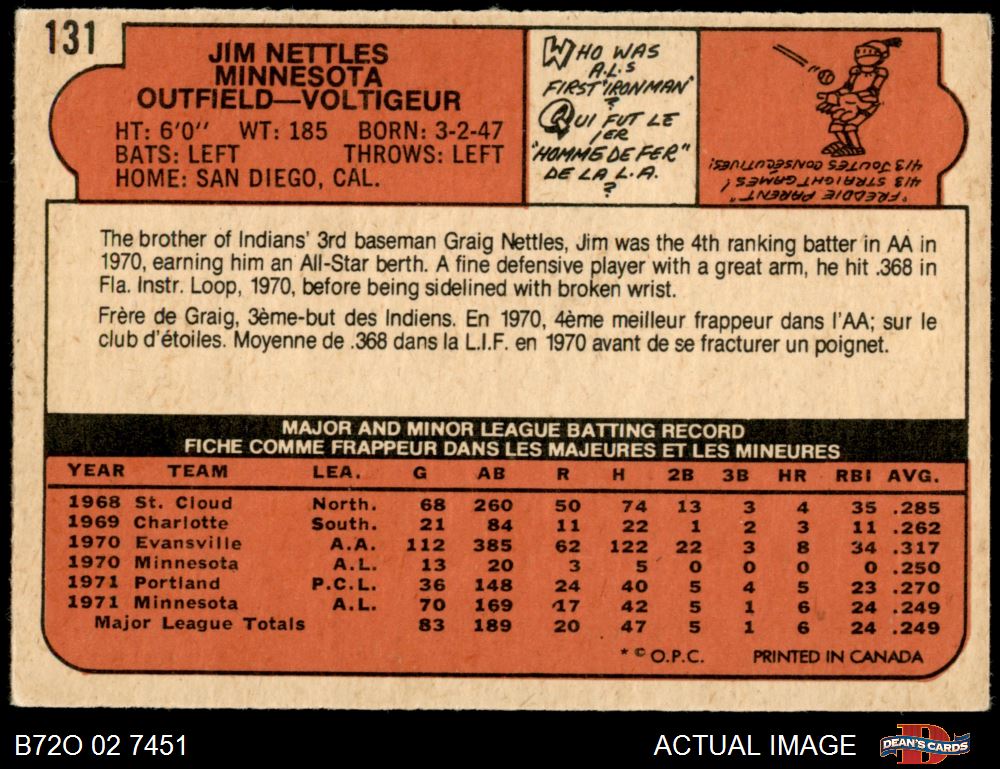 131
JIM NETTLES
MINNESOTA
OUTFIELD—VOLTIGEUR
HT: 6'0" WT: 185 BORN: 3-2-47
BATS: LEFT THROWS: LEFT
HOME: SAN DIEGO, CAL.
WHO WAS
A.L.'S
FIRST "IRONMAN"
?
QUI FUT LE
1ER
"HOMME DE FER"
DE LA L.A.
?
"FREDDIE PARENT"
413 STRAIGHT GAMES!
413 JOUTES CONSECUTIVES!
The brother of Indians' 3rd baseman Graig Nettles, Jim was the 4th ranking batter in AA in
1970, earning him an All-Star berth. A fine defensive player with a great arm, he hit .368 in
Fla. Instr. Loop, 1970, before being sidelined with broken wrist.
Frère de Graig, 3ème-but des Indiens. En 1970, 4ème meilleur frappeur dans l'AA; sur le
club d'étoiles. Moyenne de .368 dans la L.I.F. en 1970 avant de se fracturer un poignet.
MAJOR AND MINOR LEAGUE BATTING RECORD
FICHE COMME FRAPPEUR DANS LES MAJEURES ET LES MINEURES
YEAR TEAM LEA. G AB R H 2B 3B HR RBI AVG.
1968 St. Cloud North. 68 260 50 74 13 3 4 35 .285
1969 Charlotte South. 21 84 11 22 1 2 3 11 .262
1970 Evansville A.A. 112 385 62 122 22 3 8 34 .317
1970 Minnesota A.L. 13 20 3 5 0 0 0 0 .250
1971 Portland P.C.L. 36 148 24 40 5 4 5 23 .270
1971 Minnesota A.L. 70 169 17 42 5 1 6 24 .249
Major League Totals 83 189 20 47 5 1 6 24 .249
* © O.P.C. PRINTED IN CANADA
B72O 02 7451 ACTUAL IMAGE DEAN'S CARDS